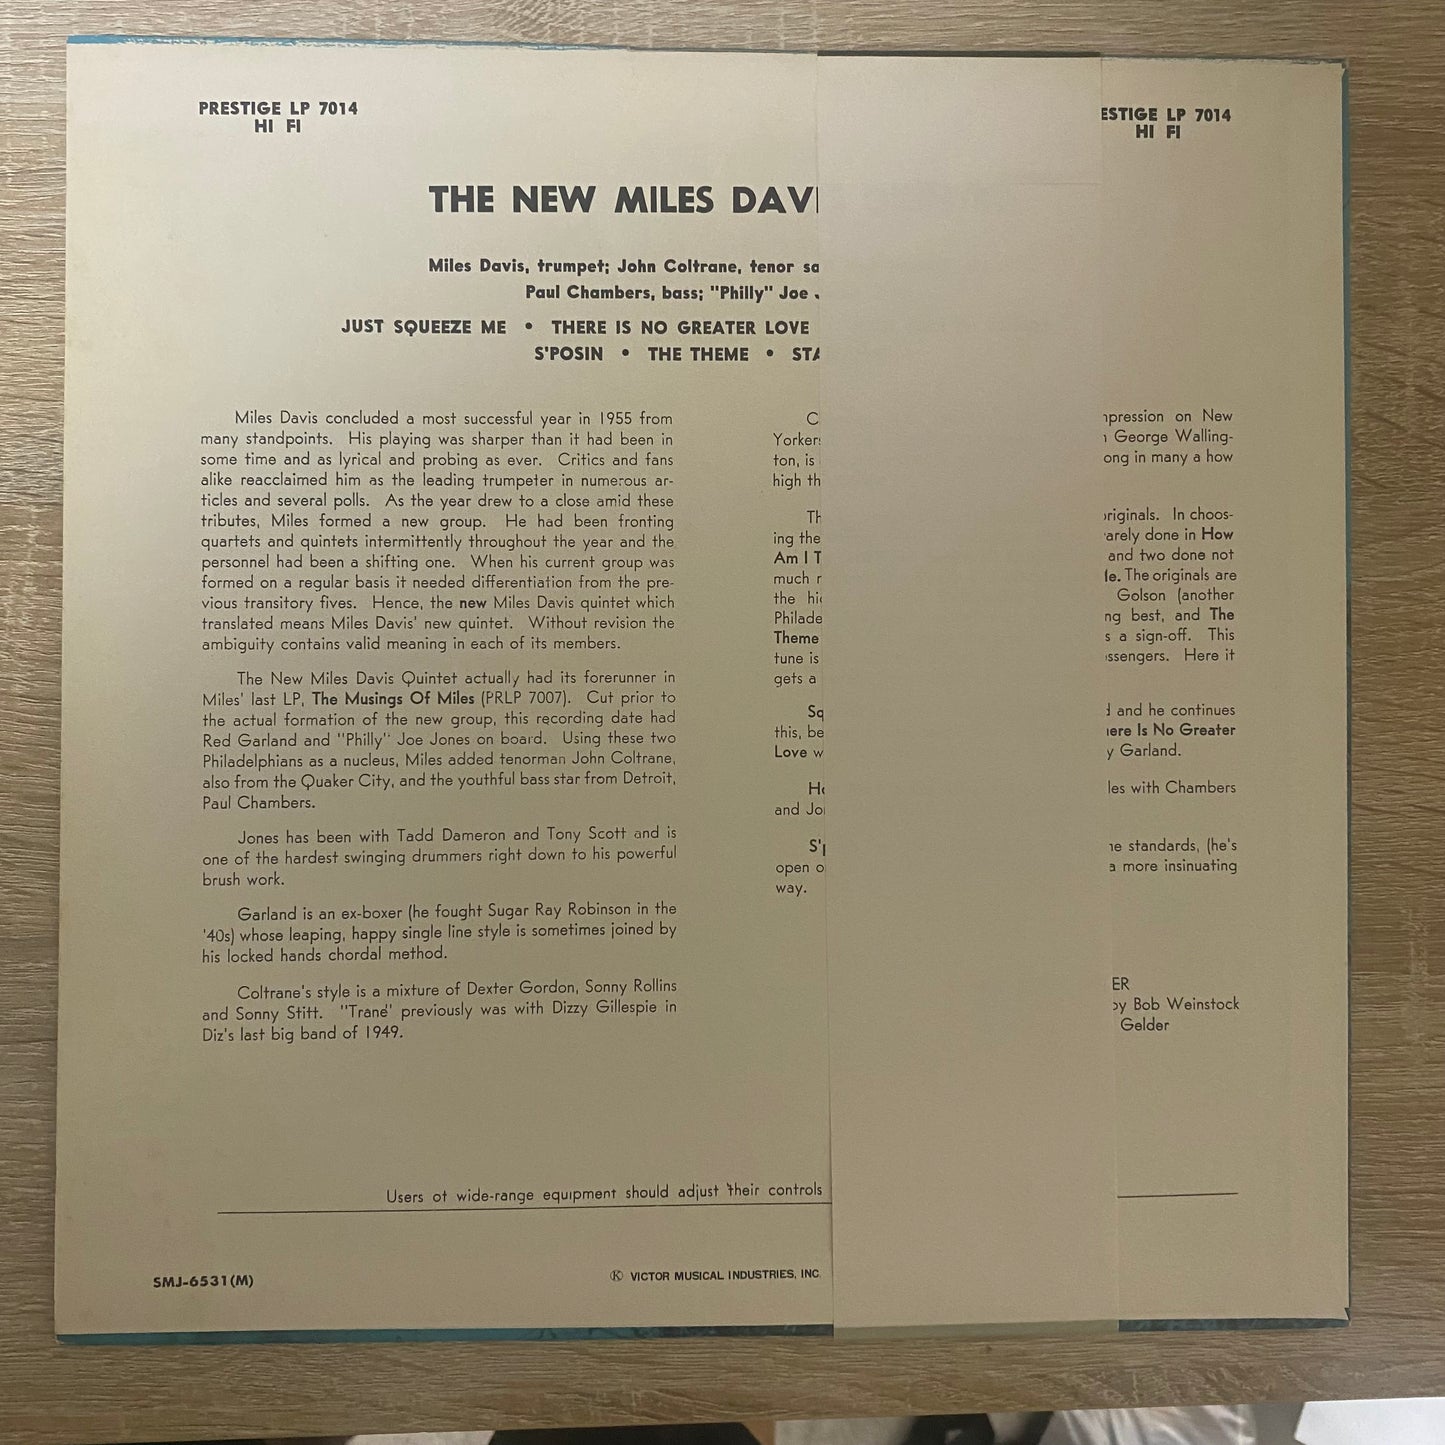 PRESTIGE LP 7014
HI FI
ESTIGE LP 7014
HI FI
THE NEW MILES DAVI
Miles Davis, trumpet; John Coltrane, tenor sa
Paul Chambers, bass; "Philly" Joe
JUST SQUEEZE ME • THERE IS NO GREATER LOVE
S'POSIN • THE THEME • STA
Miles Davis concluded a most successful year in 1955 from
many standpoints. His playing was sharper than it had been in
some time and as lyrical and probing as ever. Critics and fans
alike reacclaimed him as the leading trumpeter in numerous ar-
ticles and several polls. As the year drew to a close amid these
tributes, Miles formed a new group. He had been fronting
quartets and quintets intermittently throughout the year and the
personnel had been a shifting one. When his current group was
formed on a regular basis it needed differentiation from the pre-
vious transitory fives. Hence, the new Miles Davis quintet which
translated means Miles Davis' new quintet. Without revision the
ambiguity contains valid meaning in each of its members.
The New Miles Davis Quintet actually had its forerunner in
Miles' last LP, The Musings Of Miles (PRLP 7007). Cut prior to
the actual formation of the new group, this recording date had
Red Garland and "Philly" Joe Jones on board. Using these two
Philadelphians as a nucleus, Miles added tenorman John Coltrane,
also from the Quaker City, and the youthful bass star from Detroit,
Paul Chambers.
Jones has been with Tadd Dameron and Tony Scott and is
one of the hardest swinging drummers right down to his powerful
brush work.
Garland is an ex-boxer (he fought Sugar Ray Robinson in the
'40s) whose leaping, happy single line style is sometimes joined by
his locked hands chordal method.
Coltrane's style is a mixture of Dexter Gordon, Sonny Rollins
and Sonny Stitt. "Trane" previously was with Dizzy Gillespie in
Diz's last big band of 1949.
C pression on New
Yorkers George Walling-
ton, is ong in many a how
high th
Th riginals. In choos-
ing the arely done in How
Am I T and two done not
much r le. The originals are
the hi Golson (another
Philade ng best, and The
Theme s a sign-off. This
tune is ssengers. Here it
gets a
Sq d and he continues
this, be ere Is No Greater
Love w y Garland.
Ho les with Chambers
and Jo
S'p e standards, (he's
open o a more insinuating
way.
ER
by Bob Weinstock
Gelder
Users of wide-range equipment should adjust their controls
SMJ-6531(M)
Ⓚ VICTOR MUSICAL INDUSTRIES, INC.